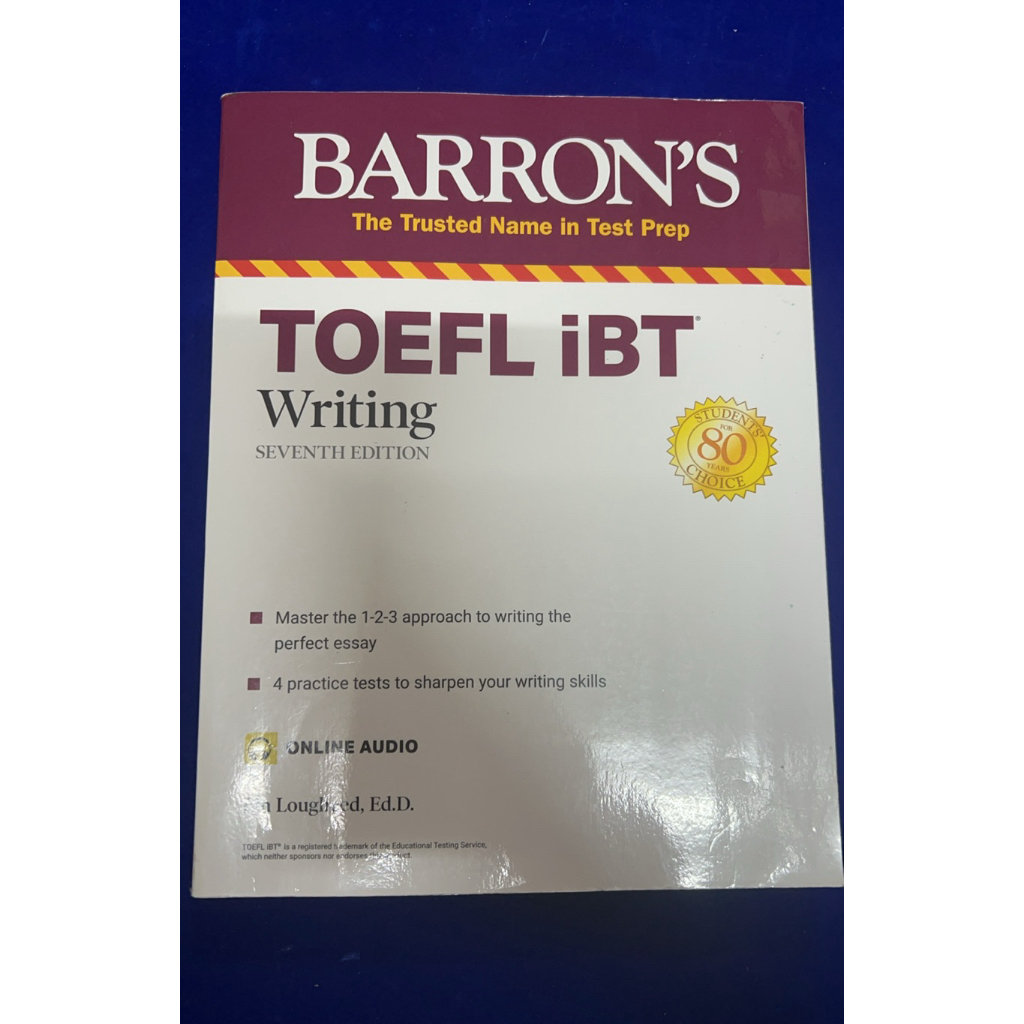 BARRON'S
The Trusted Name in Test Prep
TOEFL iBT®
Writing
SEVENTH EDITION
STUDENTS'
FOR
80
YEARS
CHOICE
Master the 1-2-3 approach to writing the
perfect essay
4 practice tests to sharpen your writing skills
ONLINE AUDIO
Lougheed, Ed.D.
TOEFL iBT® is a registered trademark of the Educational Testing Service,
which neither sponsors nor endorses this product.